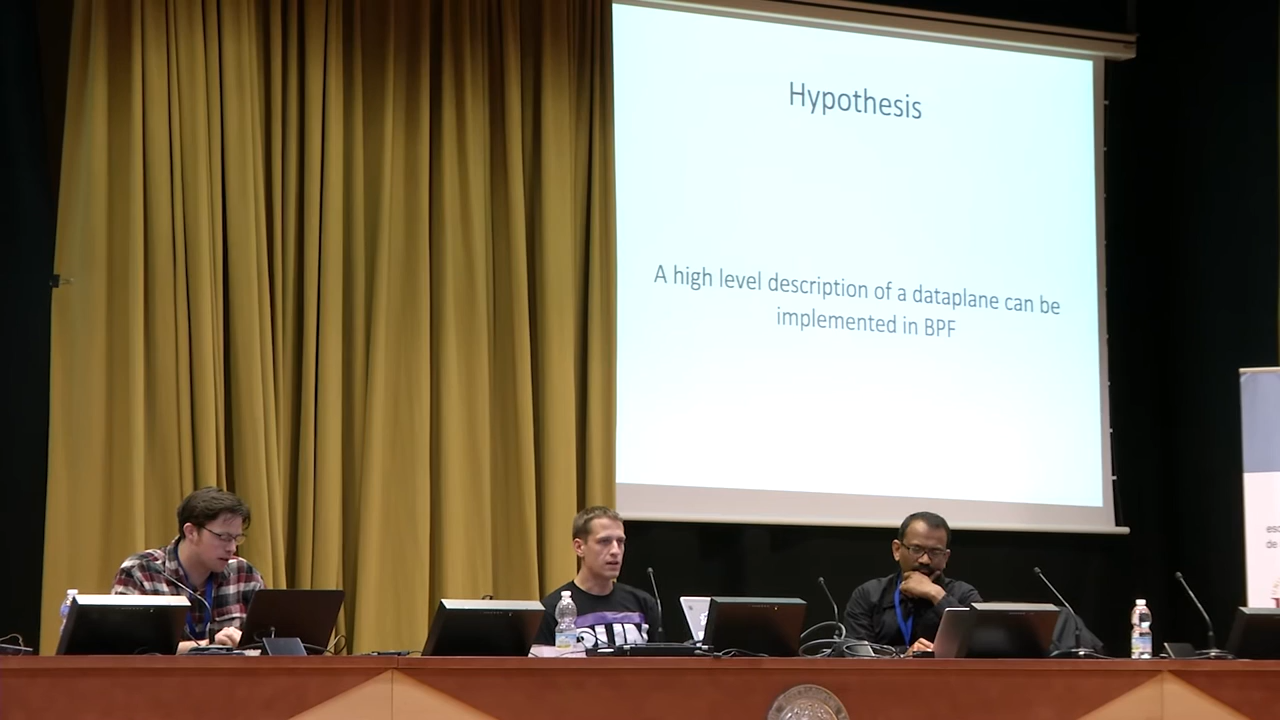 Hypothesis
A high level description of a dataplane can be
implemented in BPF